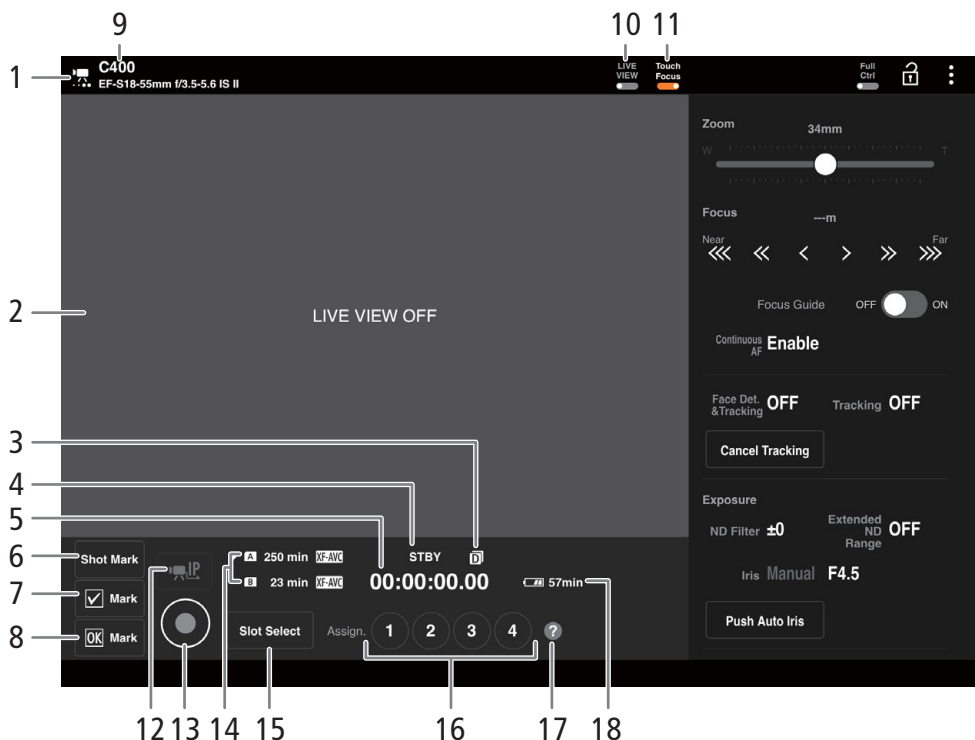 9
10
11
1
C400
EF-S18-55mm f/3.5-5.6 IS II
LIVE VIEW
Touch Focus
Full Ctrl
2
LIVE VIEW OFF
Zoom
34mm
W
T
Focus
---m
Near
Far
Focus Guide
OFF
ON
Continuous AF
Enable
Face Det. &Tracking
OFF
Tracking
OFF
Cancel Tracking
Exposure
ND Filter
±0
Extended ND Range
OFF
Iris
Manual
F4.5
Push Auto Iris
3
4
5
6
Shot Mark
7
Mark
8
OK Mark
IP
A 250 min XF-AVC
B 23 min XF-AVC
STBY
D
00:00:00.00
57min
Slot Select
Assign.
1
2
3
4
?
12
13
14
15
16
17
18